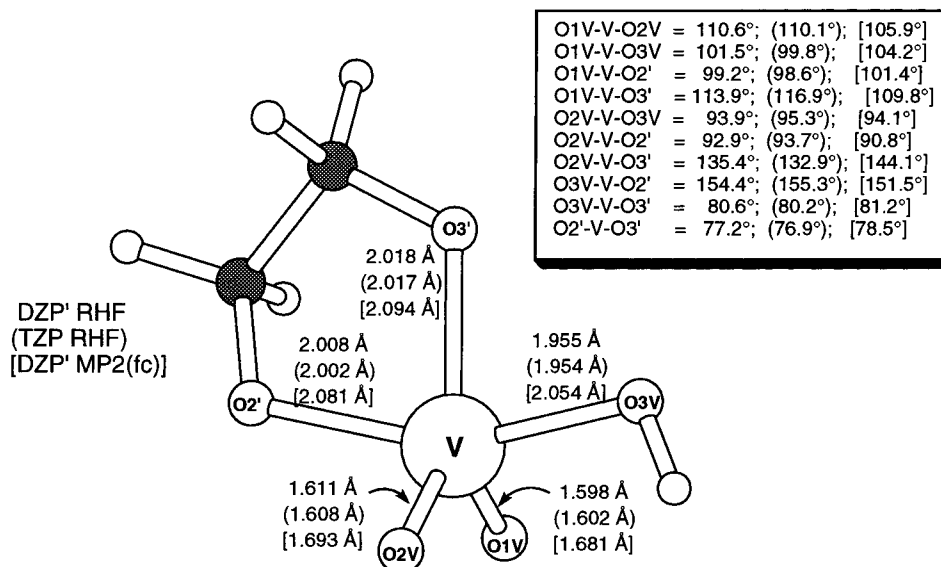 O1V-V-O2V = 110.6°; (110.1°); [105.9°]
O1V-V-O3V = 101.5°; (99.8°); [104.2°]
O1V-V-O2' = 99.2°; (98.6°); [101.4°]
O1V-V-O3' = 113.9°; (116.9°); [109.8°]
O2V-V-O3V = 93.9°; (95.3°); [94.1°]
O2V-V-O2' = 92.9°; (93.7°); [90.8°]
O2V-V-O3' = 135.4°; (132.9°); [144.1°]
O3V-V-O2' = 154.4°; (155.3°); [151.5°]
O3V-V-O3' = 80.6°; (80.2°); [81.2°]
O2'-V-O3' = 77.2°; (76.9°); [78.5°]
O3'
2.018 Å
(2.017 Å)
[2.094 Å]
DZP' RHF
(TZP RHF)
[DZP' MP2(fc)]
2.008 Å
(2.002 Å)
[2.081 Å]
1.955 Å
(1.954 Å)
[2.054 Å]
O2'
O3V
V
1.611 Å
(1.608 Å)
[1.693 Å]
1.598 Å
(1.602 Å)
[1.681 Å]
O2V
O1V